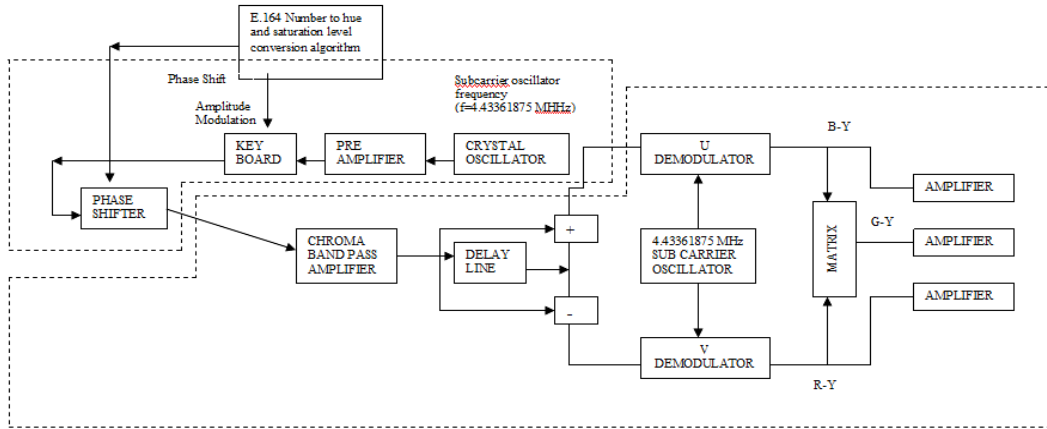 E.164 Number to hue
and saturation level
conversion algorithm
Phase Shift
Subcarrier oscillator
frequency
(f=4.43361875 MHHz)
Amplitude
Modulation
KEY
BOARD
PRE
AMPLIFIER
CRYSTAL
OSCILLATOR
PHASE
SHIFTER
CHROMA
BAND PASS
AMPLIFIER
DELAY
LINE
+
-
U
DEMODULATOR
4.43361875 MHz
SUB CARRIER
OSCILLATOR
V
DEMODULATOR
B-Y
MATRIX
G-Y
R-Y
AMPLIFIER
AMPLIFIER
AMPLIFIER